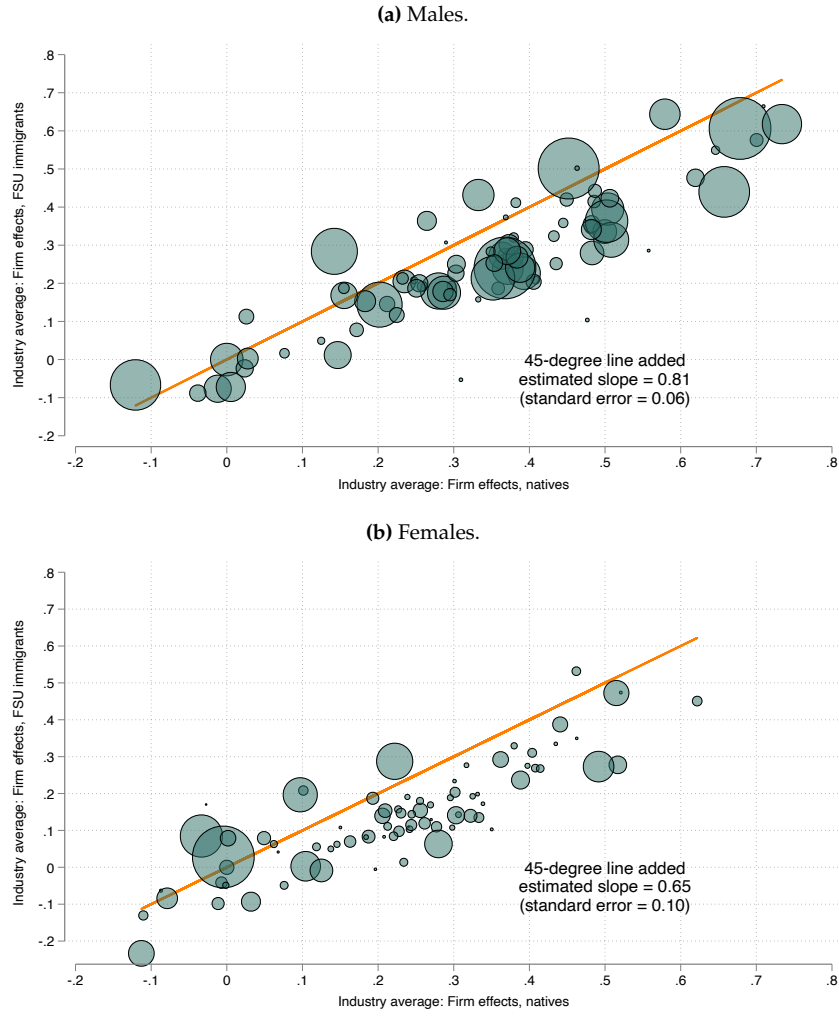 (a) Males.
.8
.7
.6
.5
.4
.3
.2
.1
0
-.1
-.2
Industry average: Firm effects, FSU immigrants
45-degree line added
estimated slope = 0.81
(standard error = 0.06)
-.2 -.1 0 .1 .2 .3 .4 .5 .6 .7 .8
Industry average: Firm effects, natives
(b) Females.
.8
.7
.6
.5
.4
.3
.2
.1
0
-.1
-.2
Industry average: Firm effects, FSU immigrants
45-degree line added
estimated slope = 0.65
(standard error = 0.10)
-.2 -.1 0 .1 .2 .3 .4 .5 .6 .7 .8
Industry average: Firm effects, natives